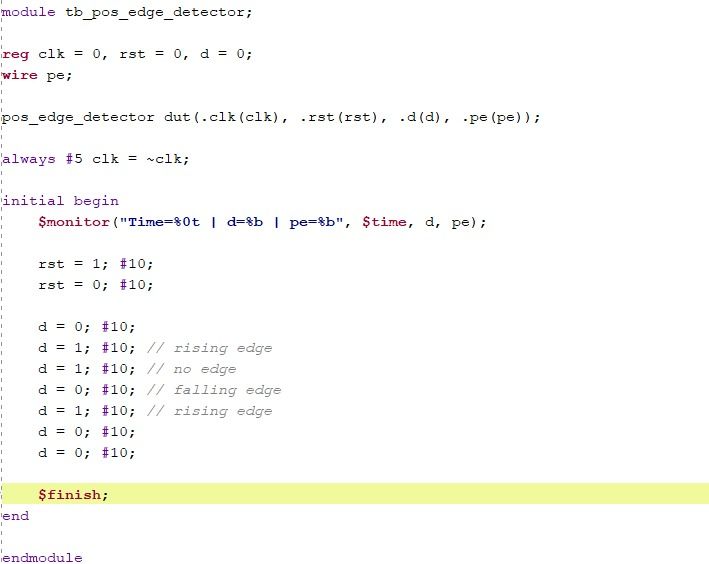 module tb_pos_edge_detector;
reg clk = 0, rst = 0, d = 0;
wire pe;
pos_edge_detector dut(.clk(clk), .rst(rst), .d(d), .pe(pe));
always #5 clk = ~clk;
initial begin
$monitor("Time=%0t | d=%b | pe=%b", $time, d, pe);
rst = 1; #10;
rst = 0; #10;
d = 0; #10;
d = 1; #10; // rising edge
d = 1; #10; // no edge
d = 0; #10; // falling edge
d = 1; #10; // rising edge
d = 0; #10;
d = 0; #10;
$finish;
end
endmodule